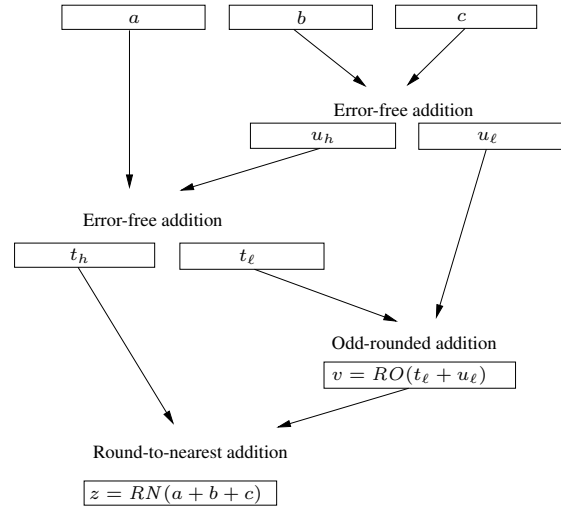 a b c
Error-free addition
u_h u_ℓ
Error-free addition
t_h t_ℓ
Odd-rounded addition
v = RO(t_ℓ + u_ℓ)
Round-to-nearest addition
z = RN(a + b + c)